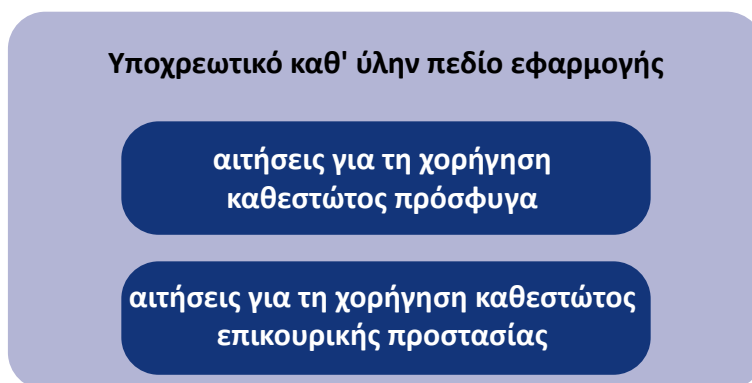 Υποχρεωτικό καθ' ύλην πεδίο εφαρμογής
αιτήσεις για τη χορήγηση
καθεστώτος πρόσφυγα
αιτήσεις για τη χορήγηση καθεστώτος
επικουρικής προστασίας